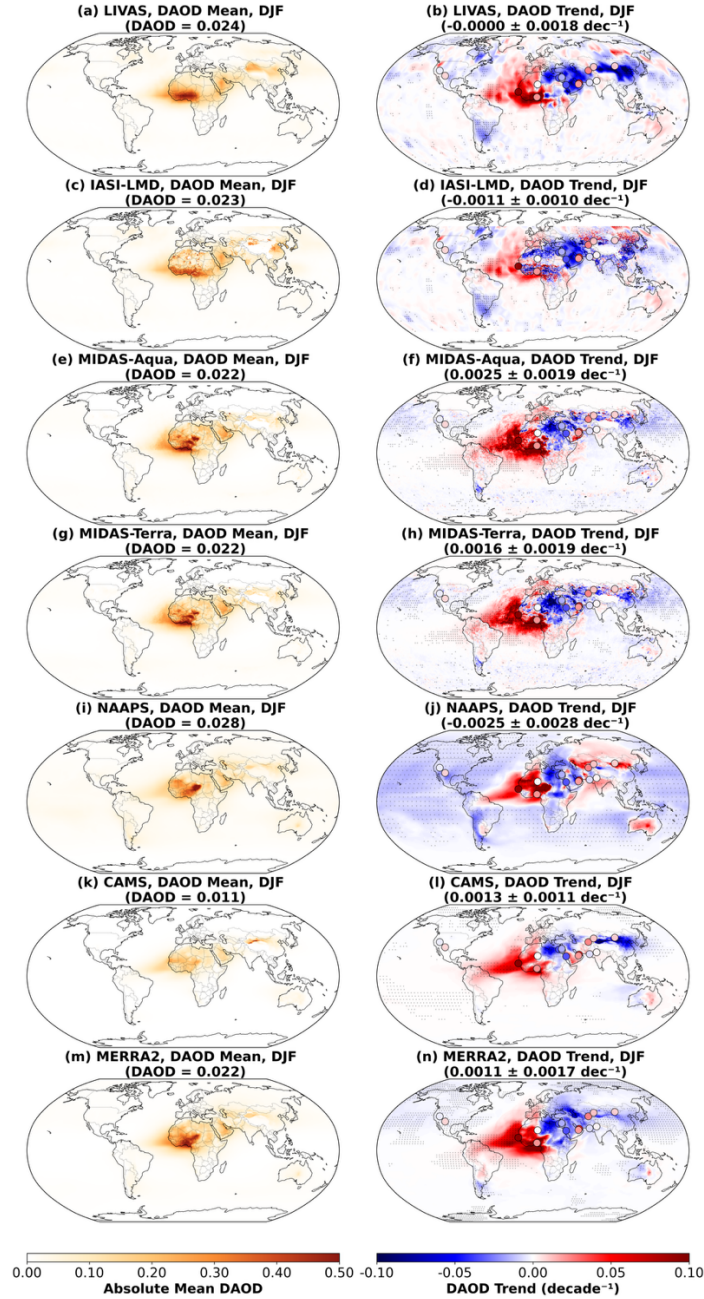 (a) LIVAS, DAOD Mean, DJF
(DAOD = 0.024)
(b) LIVAS, DAOD Trend, DJF
(-0.0000 ± 0.0018 dec⁻¹)
(c) IASI-LMD, DAOD Mean, DJF
(DAOD = 0.023)
(d) IASI-LMD, DAOD Trend, DJF
(-0.0011 ± 0.0010 dec⁻¹)
(e) MIDAS-Aqua, DAOD Mean, DJF
(DAOD = 0.022)
(f) MIDAS-Aqua, DAOD Trend, DJF
(0.0025 ± 0.0019 dec⁻¹)
(g) MIDAS-Terra, DAOD Mean, DJF
(DAOD = 0.022)
(h) MIDAS-Terra, DAOD Trend, DJF
(0.0016 ± 0.0019 dec⁻¹)
(i) NAAPS, DAOD Mean, DJF
(DAOD = 0.028)
(j) NAAPS, DAOD Trend, DJF
(-0.0025 ± 0.0028 dec⁻¹)
(k) CAMS, DAOD Mean, DJF
(DAOD = 0.011)
(l) CAMS, DAOD Trend, DJF
(0.0013 ± 0.0011 dec⁻¹)
(m) MERRA2, DAOD Mean, DJF
(DAOD = 0.022)
(n) MERRA2, DAOD Trend, DJF
(0.0011 ± 0.0017 dec⁻¹)
0.00 0.10 0.20 0.30 0.40 0.50
Absolute Mean DAOD
-0.10 -0.05 0.00 0.05 0.10
DAOD Trend (decade⁻¹)